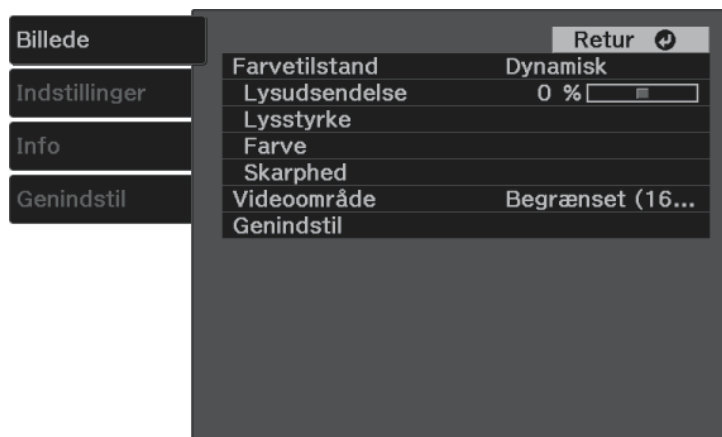 Billede
Indstillinger
Info
Genindstil
Retur
Farvetilstand Dynamisk
Lysudsendelse 0 %
Lysstyrke
Farve
Skarphed
Videoområde Begrænset (16...
Genindstil